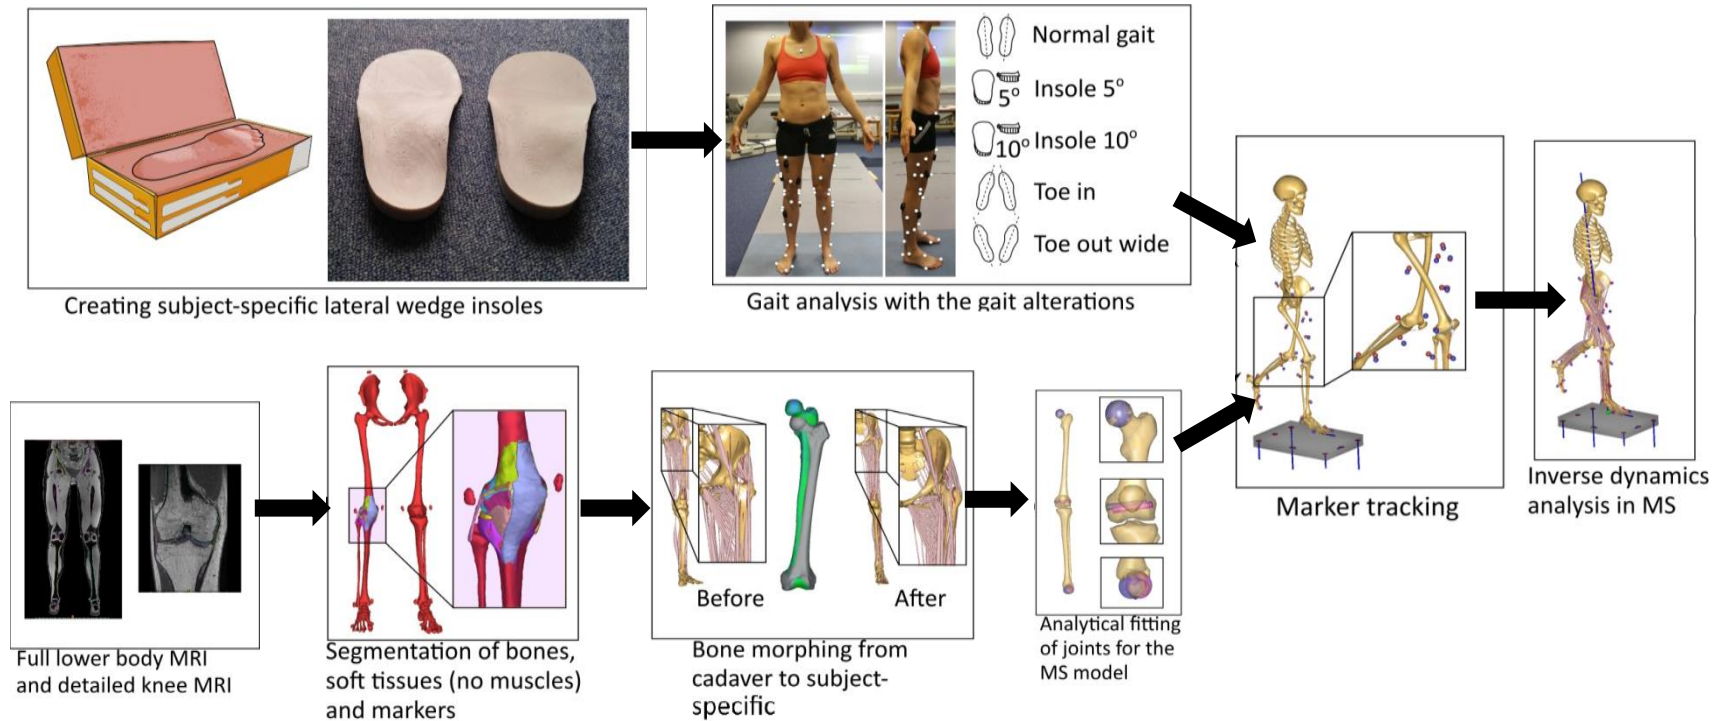 Normal gait
5° Insole 5°
10° Insole 10°
Toe in
Toe out wide
Creating subject-specific lateral wedge insoles
Gait analysis with the gait alterations
Marker tracking
Inverse dynamics
analysis in MS
Before
After
Full lower body MRI
and detailed knee MRI
Segmentation of bones,
soft tissues (no muscles)
and markers
Bone morphing from
cadaver to subject-
specific
Analytical fitting
of joints for the
MS model